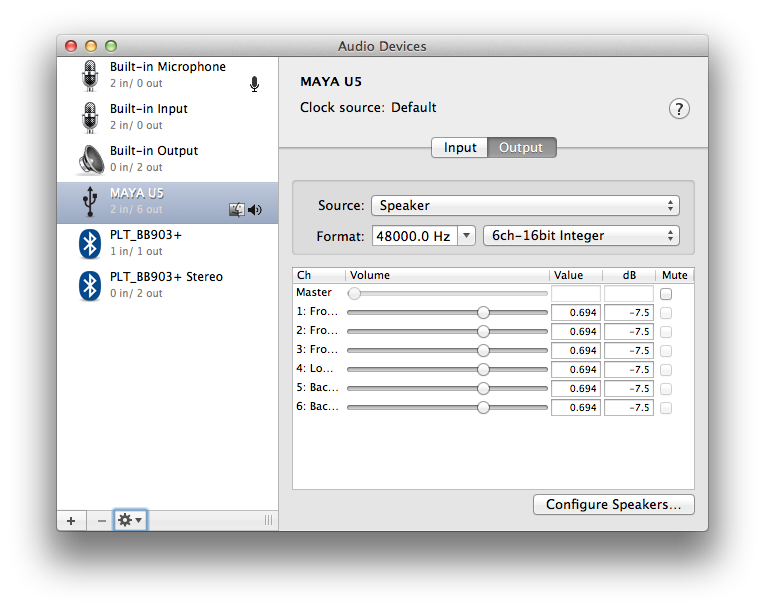 Audio Devices
Built-in Microphone
2 in/ 0 out
Built-in Input
2 in/ 0 out
Built-in Output
0 in/ 2 out
MAYA U5
2 in/ 6 out
PLT_BB903+
1 in/ 1 out
PLT_BB903+ Stereo
0 in/ 2 out
MAYA U5
Clock source: Default
?
Input Output
Source: Speaker
Format: 48000.0 Hz 6ch-16bit Integer
Ch Volume Value dB Mute
Master
1: Fro... 0.694 -7.5
2: Fro... 0.694 -7.5
3: Fro... 0.694 -7.5
4: Lo... 0.694 -7.5
5: Bac... 0.694 -7.5
6: Bac... 0.694 -7.5
Configure Speakers...